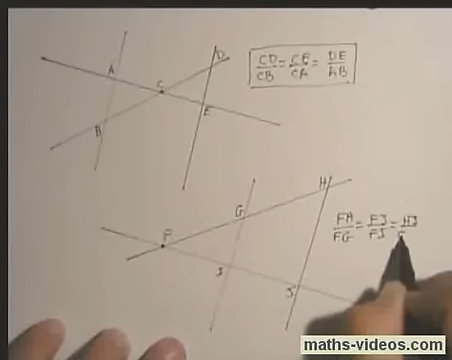 A
C
D
B
E
CD/CB = CE/CA = DE/AB
H
G
F
I
J
FH/FG = FJ/FI = HJ/
maths-videos.com